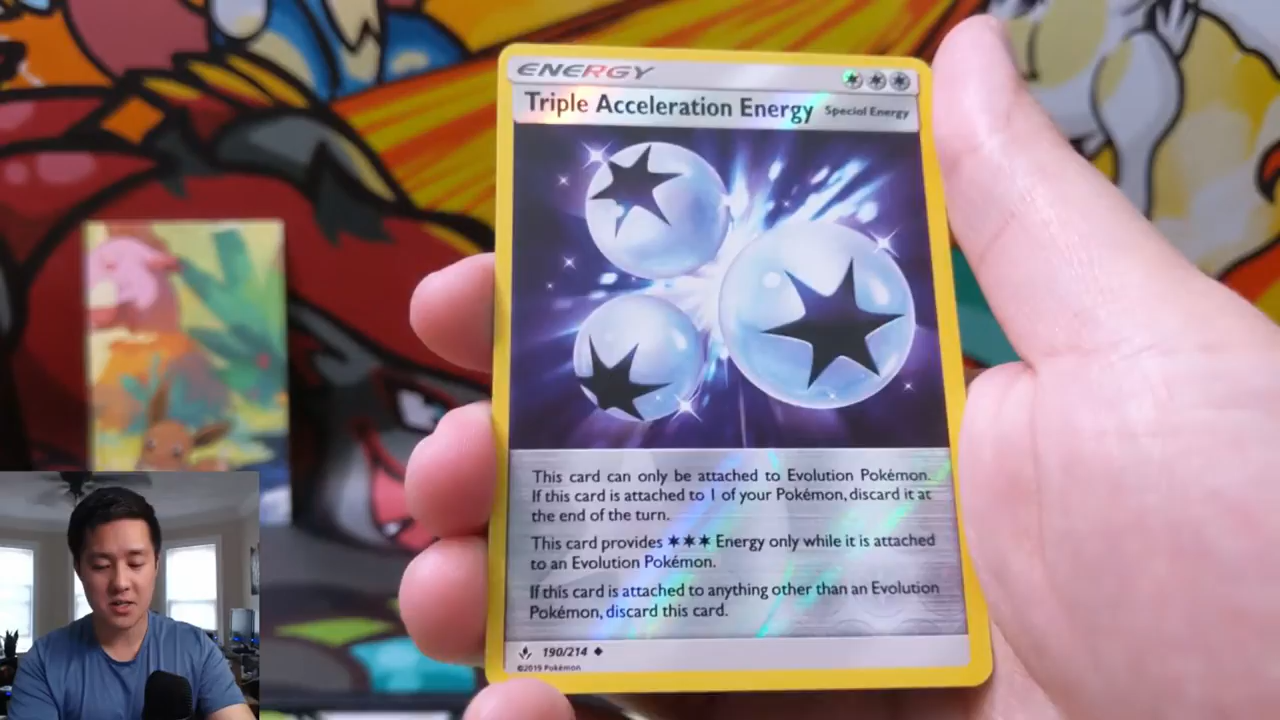 ENERGY
Triple Acceleration Energy Special Energy
This card can only be attached to Evolution Pokémon.
If this card is attached to 1 of your Pokémon, discard it at
the end of the turn.
This card provides ✶✶✶ Energy only while it is attached
to an Evolution Pokémon.
If this card is attached to anything other than an Evolution
Pokémon, discard this card.
190/214 ◆
©2019 Pokémon